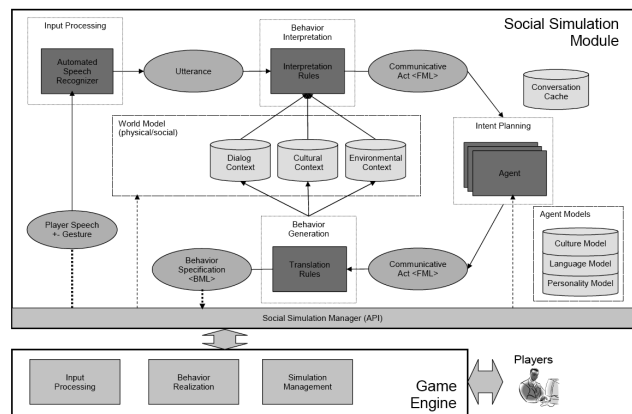 Input Processing
Automated
Speech
Recognizer
Utterance
Behavior
Interpretation
Interpretation
Rules
Communicative
Act <FML>
Social Simulation
Module
Conversation
Cache
World Model
(physical/social)
Dialog
Context
Cultural
Context
Environmental
Context
Intent Planning
Agent
Player Speech
+- Gesture
Behavior
Generation
Behavior
Specification
<BML>
Translation
Rules
Communicative
Act <FML>
Agent Models
Culture Model
Language Model
Personality Model
Social Simulation Manager (API)
Input
Processing
Behavior
Realization
Simulation
Management
Game
Engine
Players